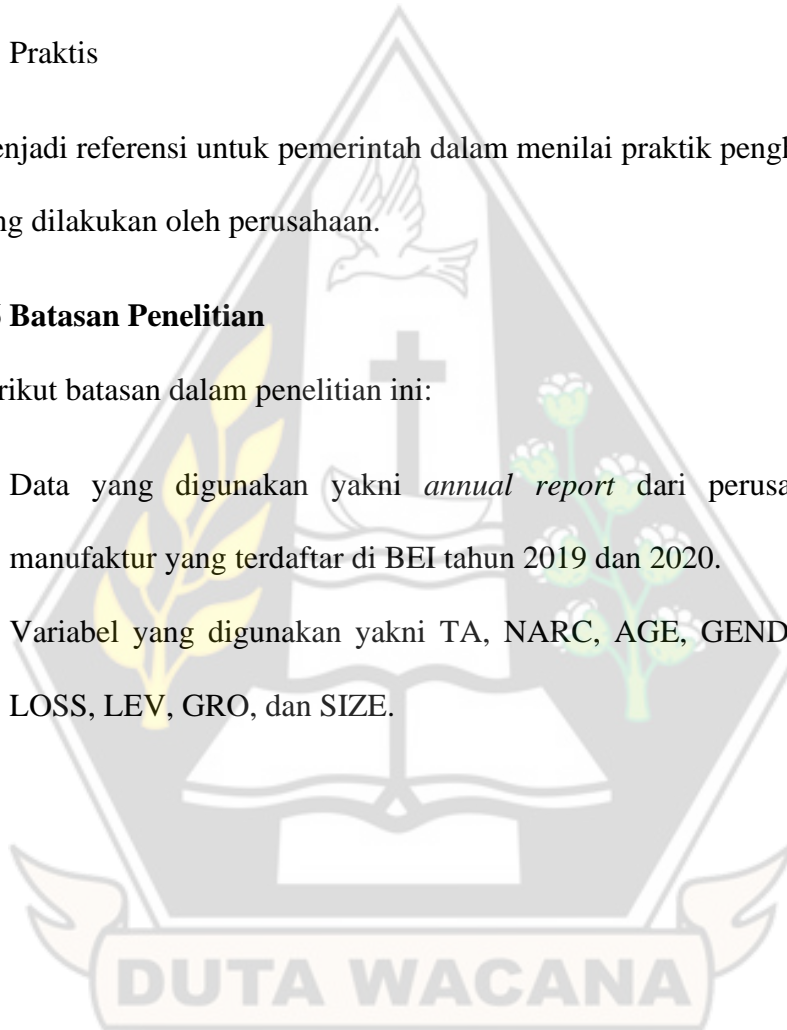 Praktis
enjadi referensi untuk pemerintah dalam menilai praktik pengh
ng dilakukan oleh perusahaan.
Batasan Penelitian
rikut batasan dalam penelitian ini:
Data yang digunakan yakni annual report dari perusa
manufaktur yang terdaftar di BEI tahun 2019 dan 2020.
Variabel yang digunakan yakni TA, NARC, AGE, GEND
LOSS, LEV, GRO, dan SIZE.
DUTA WACANA